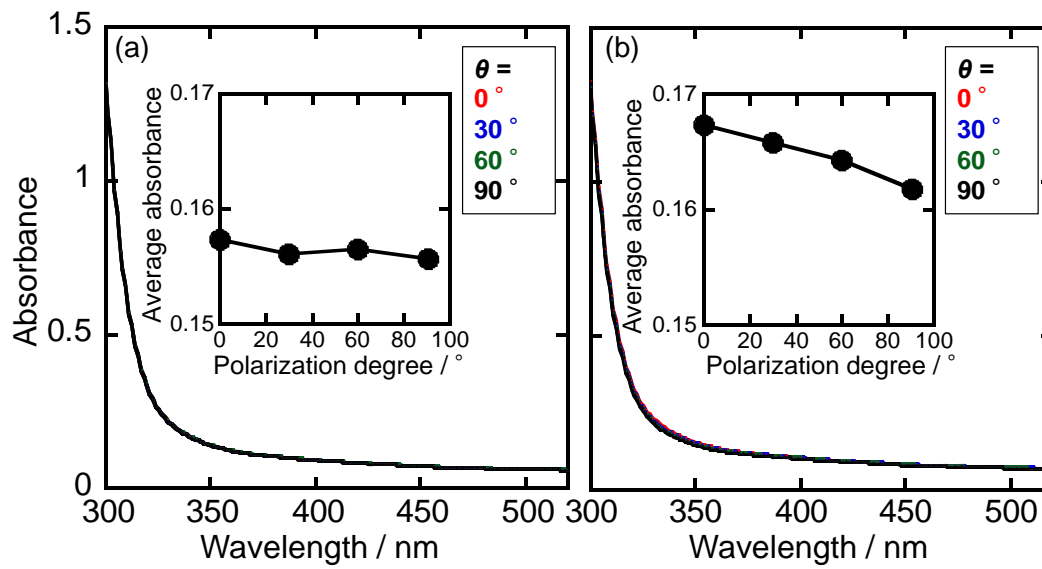 1.5
1
0.5
0
Absorbance
(a)
θ =
0 °
30 °
60 °
90 °
0.17
0.16
0.15
Average absorbance
0 20 40 60 80 100
Polarization degree / °
300 350 400 450 500
Wavelength / nm
(b)
θ =
0 °
30 °
60 °
90 °
0.17
0.16
0.15
Average absorbance
0 20 40 60 80 100
Polarization degree / °
300 350 400 450 500
Wavelength / nm